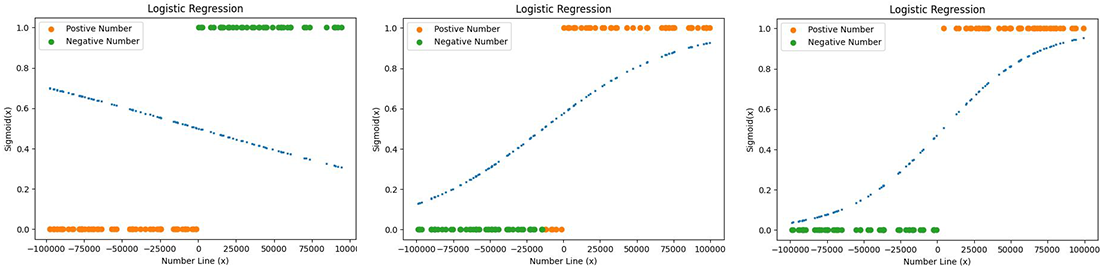 Logistic Regression
Sigmoid(x)
1.0
0.8
0.6
0.4
0.2
0.0
Postive Number
Negative Number
−100000 −75000 −50000 −25000 0 25000 50000 75000 1000(
Number Line (x)
Logistic Regression
Sigmoid(x)
1.0
0.8
0.6
0.4
0.2
0.0
Postive Number
Negative Number
−100000 −75000 −50000 −25000 0 25000 50000 75000 100000
Number Line (x)
Logistic Regression
Sigmoid(x)
1.0
0.8
0.6
0.4
0.2
0.0
Postive Number
Negative Number
−100000 −75000 −50000 −25000 0 25000 50000 75000 100000
Number Line (x)